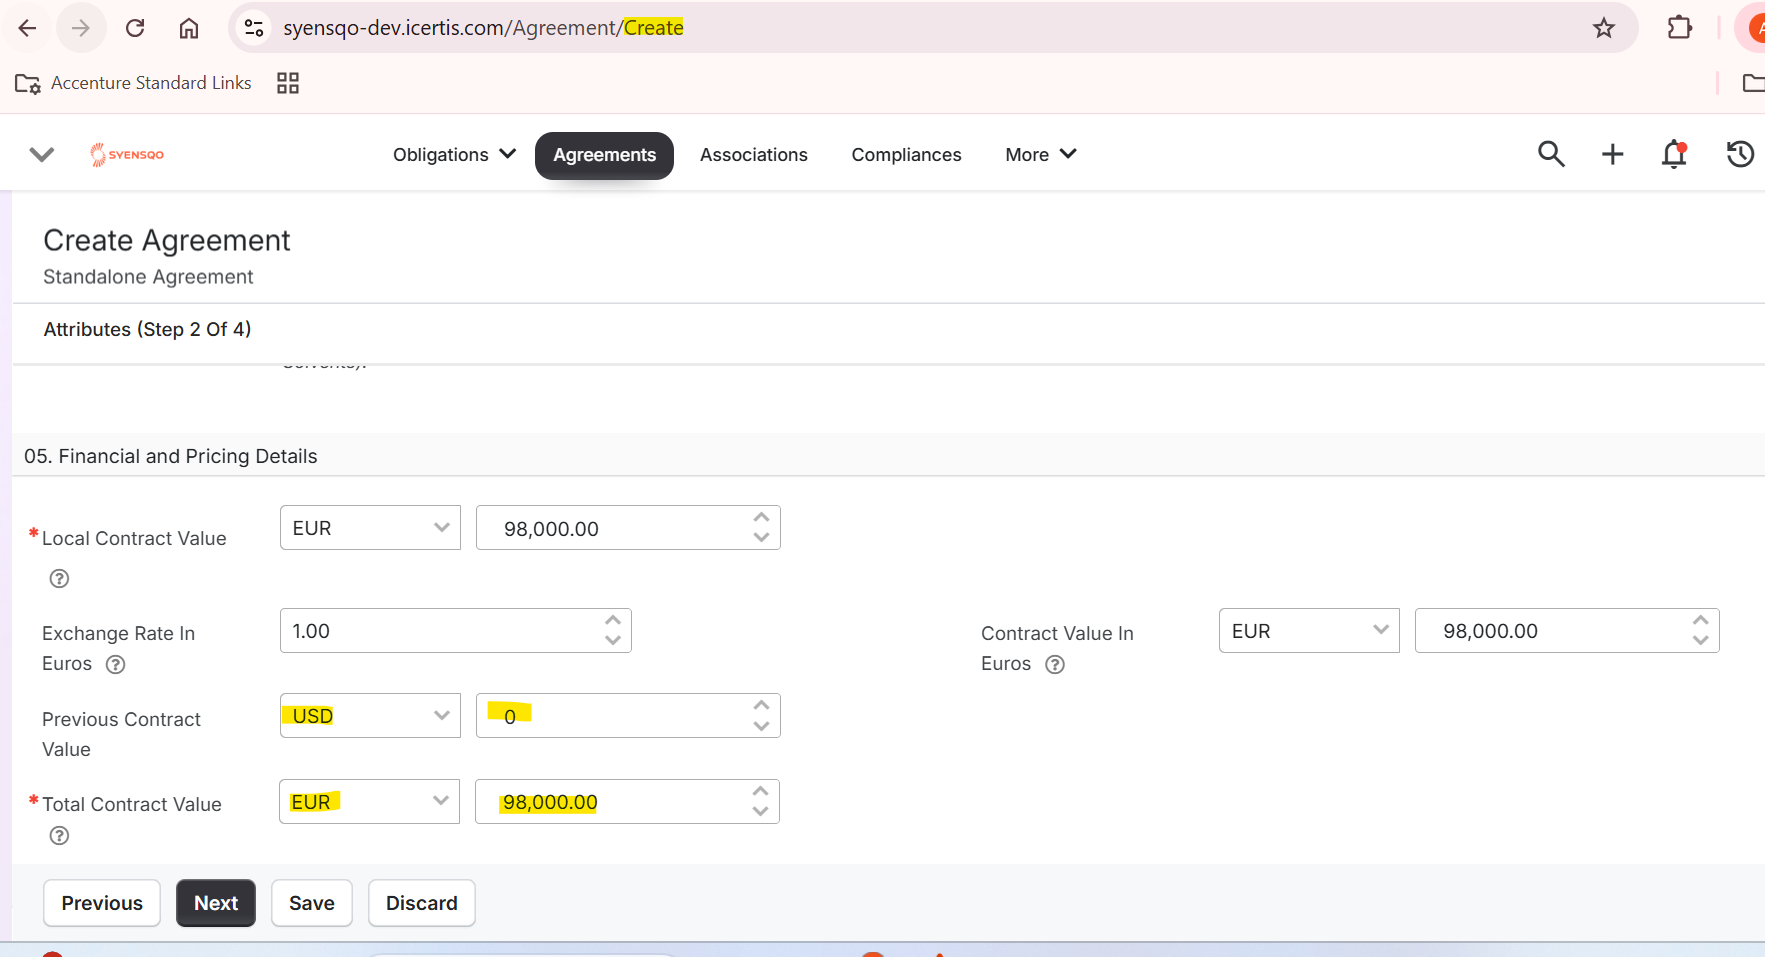 syensqo-dev.icertis.com/Agreement/Create
A
Accenture Standard Links
SYENSQO
Obligations
Agreements
Associations
Compliances
More
Create Agreement
Standalone Agreement
Attributes (Step 2 Of 4)
05. Financial and Pricing Details
*Local Contract Value
EUR
98,000.00
?
Exchange Rate In
Euros ?
1.00
Contract Value In
Euros ?
EUR
98,000.00
Previous Contract
Value
USD
0
*Total Contract Value
EUR
98,000.00
?
Previous
Next
Save
Discard